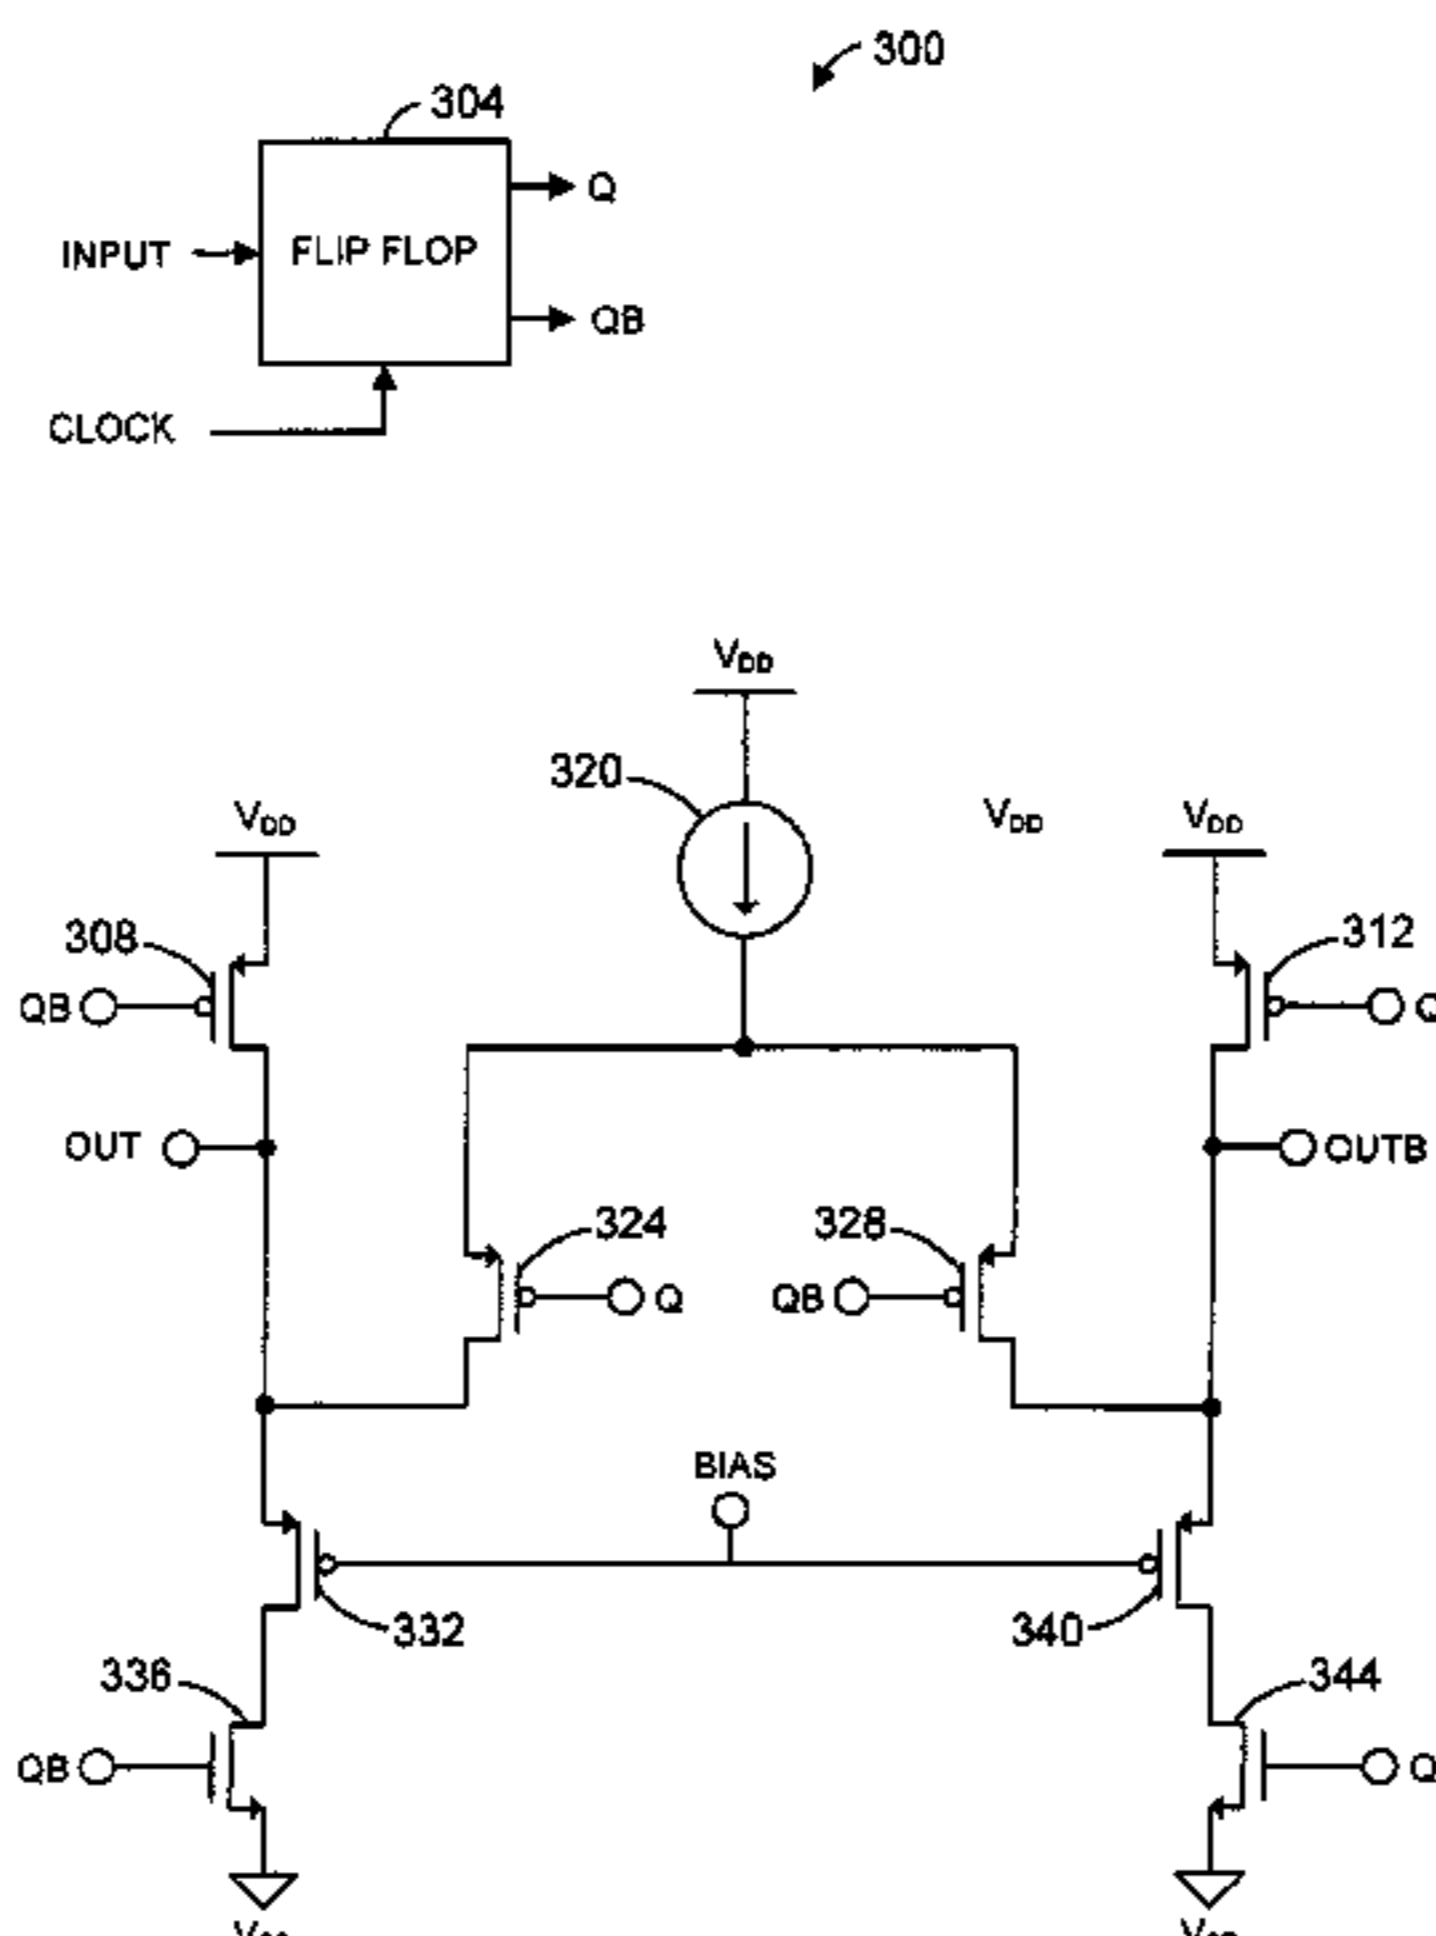 300
304
Q
INPUT
FLIP FLOP
QB
CLOCK
VDD
320
VDD
VDD
VDD
308
312
QB
Q
OUT
OUTB
324
328
Q
QB
BIAS
332
340
336
344
QB
Q